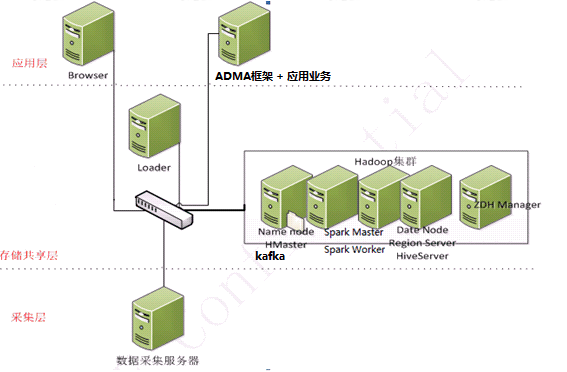 应用层
Browser
ADMA框架 + 应用业务
Loader
Hadoop集群
ZDH Manager
Name node
HMaster
kafka
Spark Master
Spark Worker
Date Node
Region Server
HiveServer
存储共享层
采集层
数据采集服务器